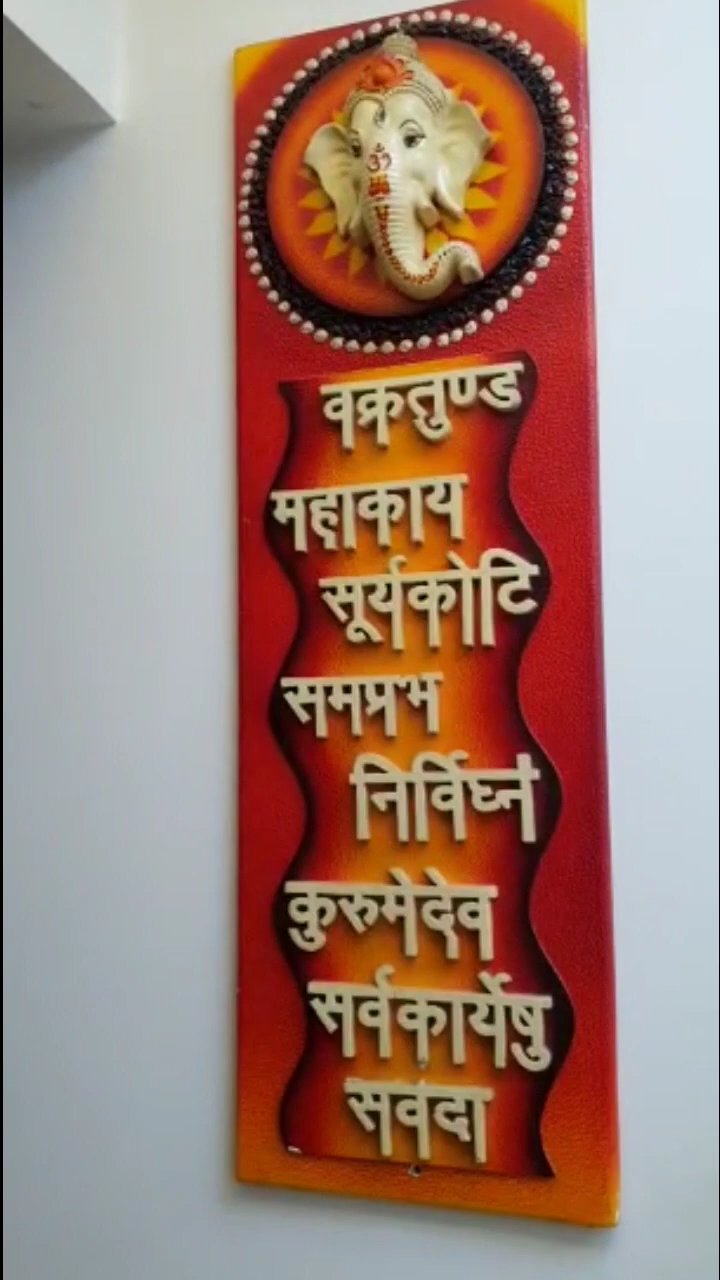 वक्रतुण्ड
महाकाय
सूर्यकोटि
समप्रभ
निर्विघ्नं
कुरुमेदेव
सर्वकार्येषु
सवदा
ॐ